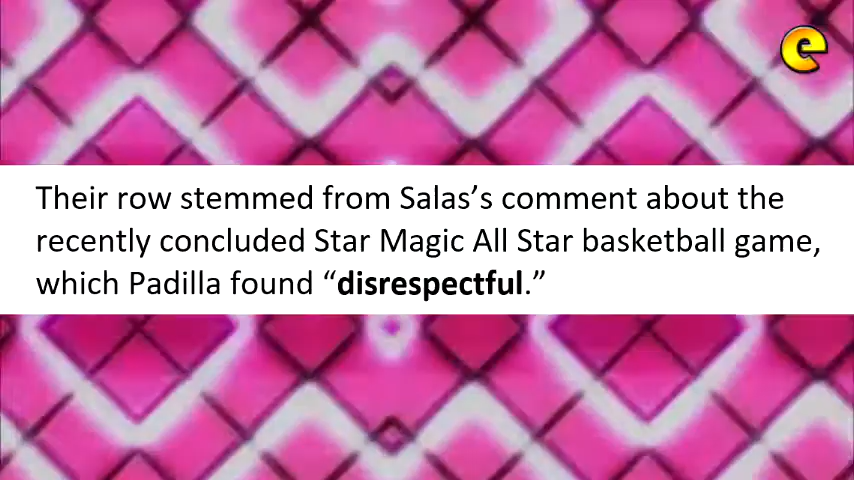 e
Their row stemmed from Salas’s comment about the
recently concluded Star Magic All Star basketball game,
which Padilla found “disrespectful.”